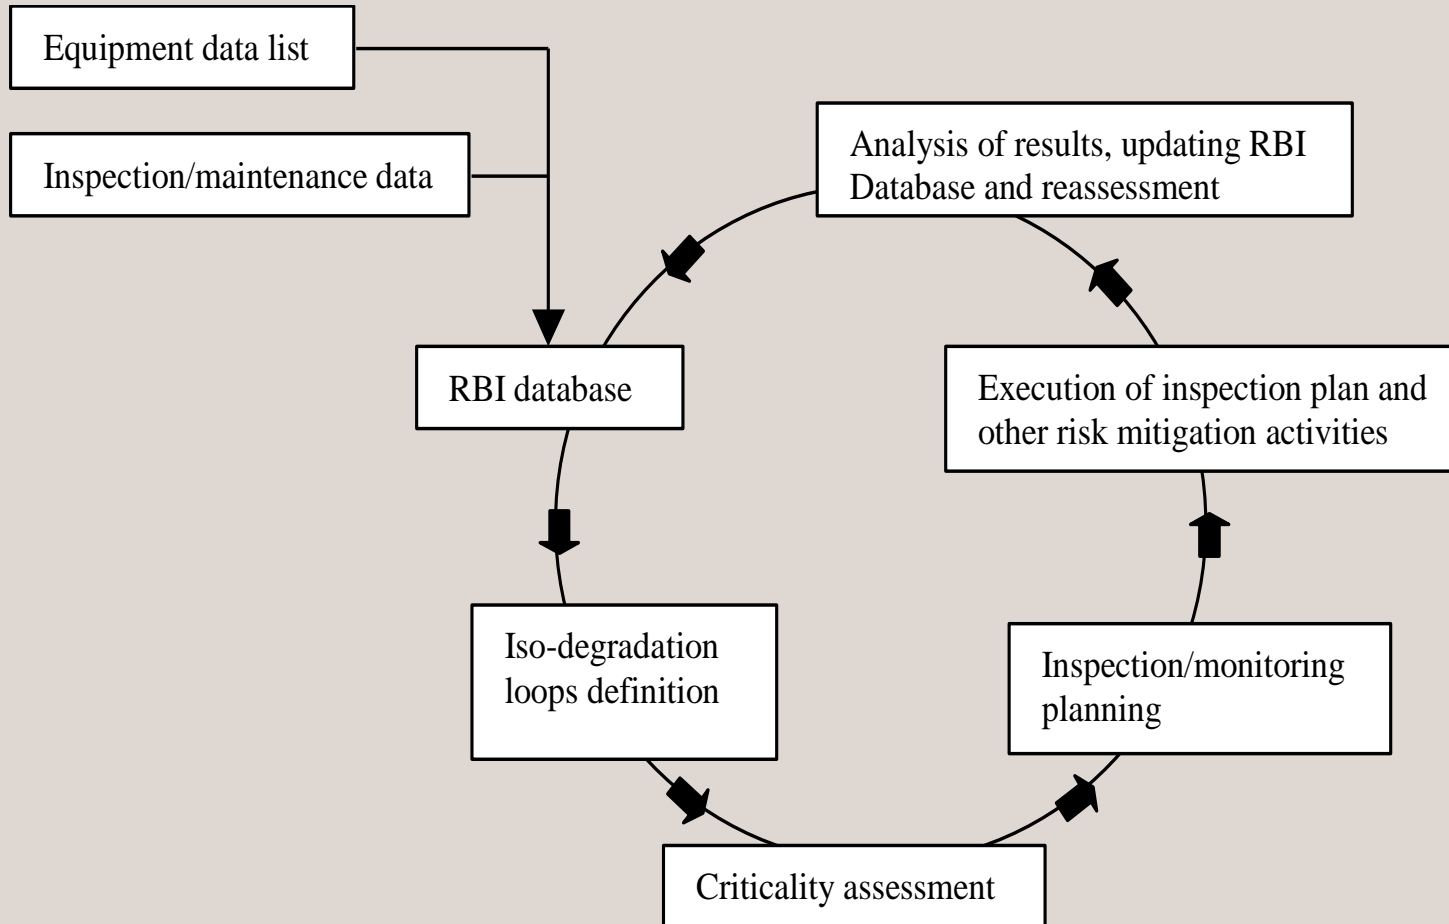 Equipment data list
Inspection/maintenance data
Analysis of results, updating RBI
Database and reassessment
RBI database
Execution of inspection plan and
other risk mitigation activities
Iso-degradation
loops definition
Inspection/monitoring
planning
Criticality assessment